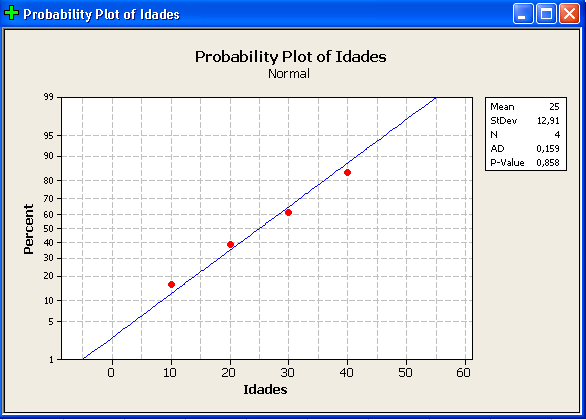 Probability Plot of Idades
Probability Plot of Idades
Normal
99
95
90
80
70
60
50
40
30
20
10
5
1
Percent
0 10 20 30 40 50 60
Idades
Mean 25
StDev 12,91
N 4
AD 0,159
P-Value 0,858